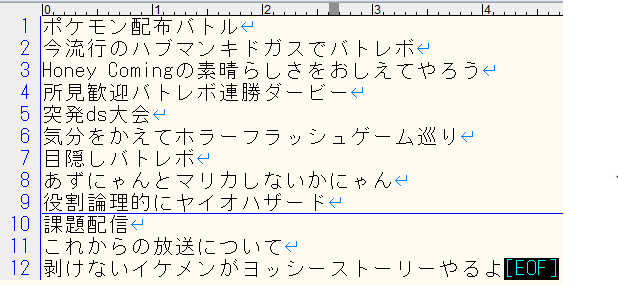 0 1 2 3 4
1 ポケモン配布バトル↵
2 今流行のハブマンキドガスでバトレボ↵
3 Honey Comingの素晴らしさをおしえてやろう↵
4 所見歓迎バトレボ連勝ダービー↵
5 突発ds大会↵
6 気分をかえてホラーフラッシュゲーム巡り↵
7 目隠しバトレボ↵
8 あずにゃんとマリカしないかにゃん↵
9 役割論理的にヤイオハザード↵
10 課題配信↵
11 これからの放送について↵
12 剥けないイケメンがヨッシーストーリーやるよ[EOF]